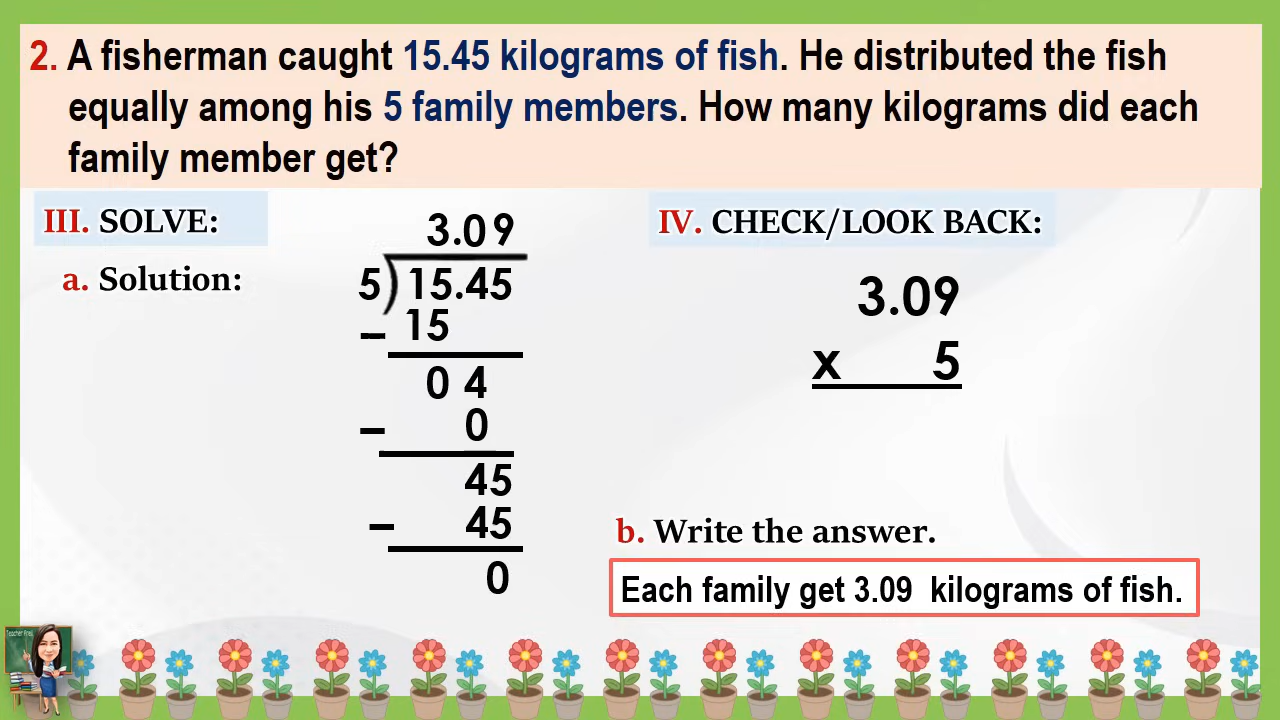 2. A fisherman caught 15.45 kilograms of fish. He distributed the fish
equally among his 5 family members. How many kilograms did each
family member get?
III. SOLVE:
a. Solution:
3.09
5)15.45
– 15
0 4
– 0
45
– 45
0
IV. CHECK/LOOK BACK:
3.09
x 5
b. Write the answer.
Each family get 3.09 kilograms of fish.